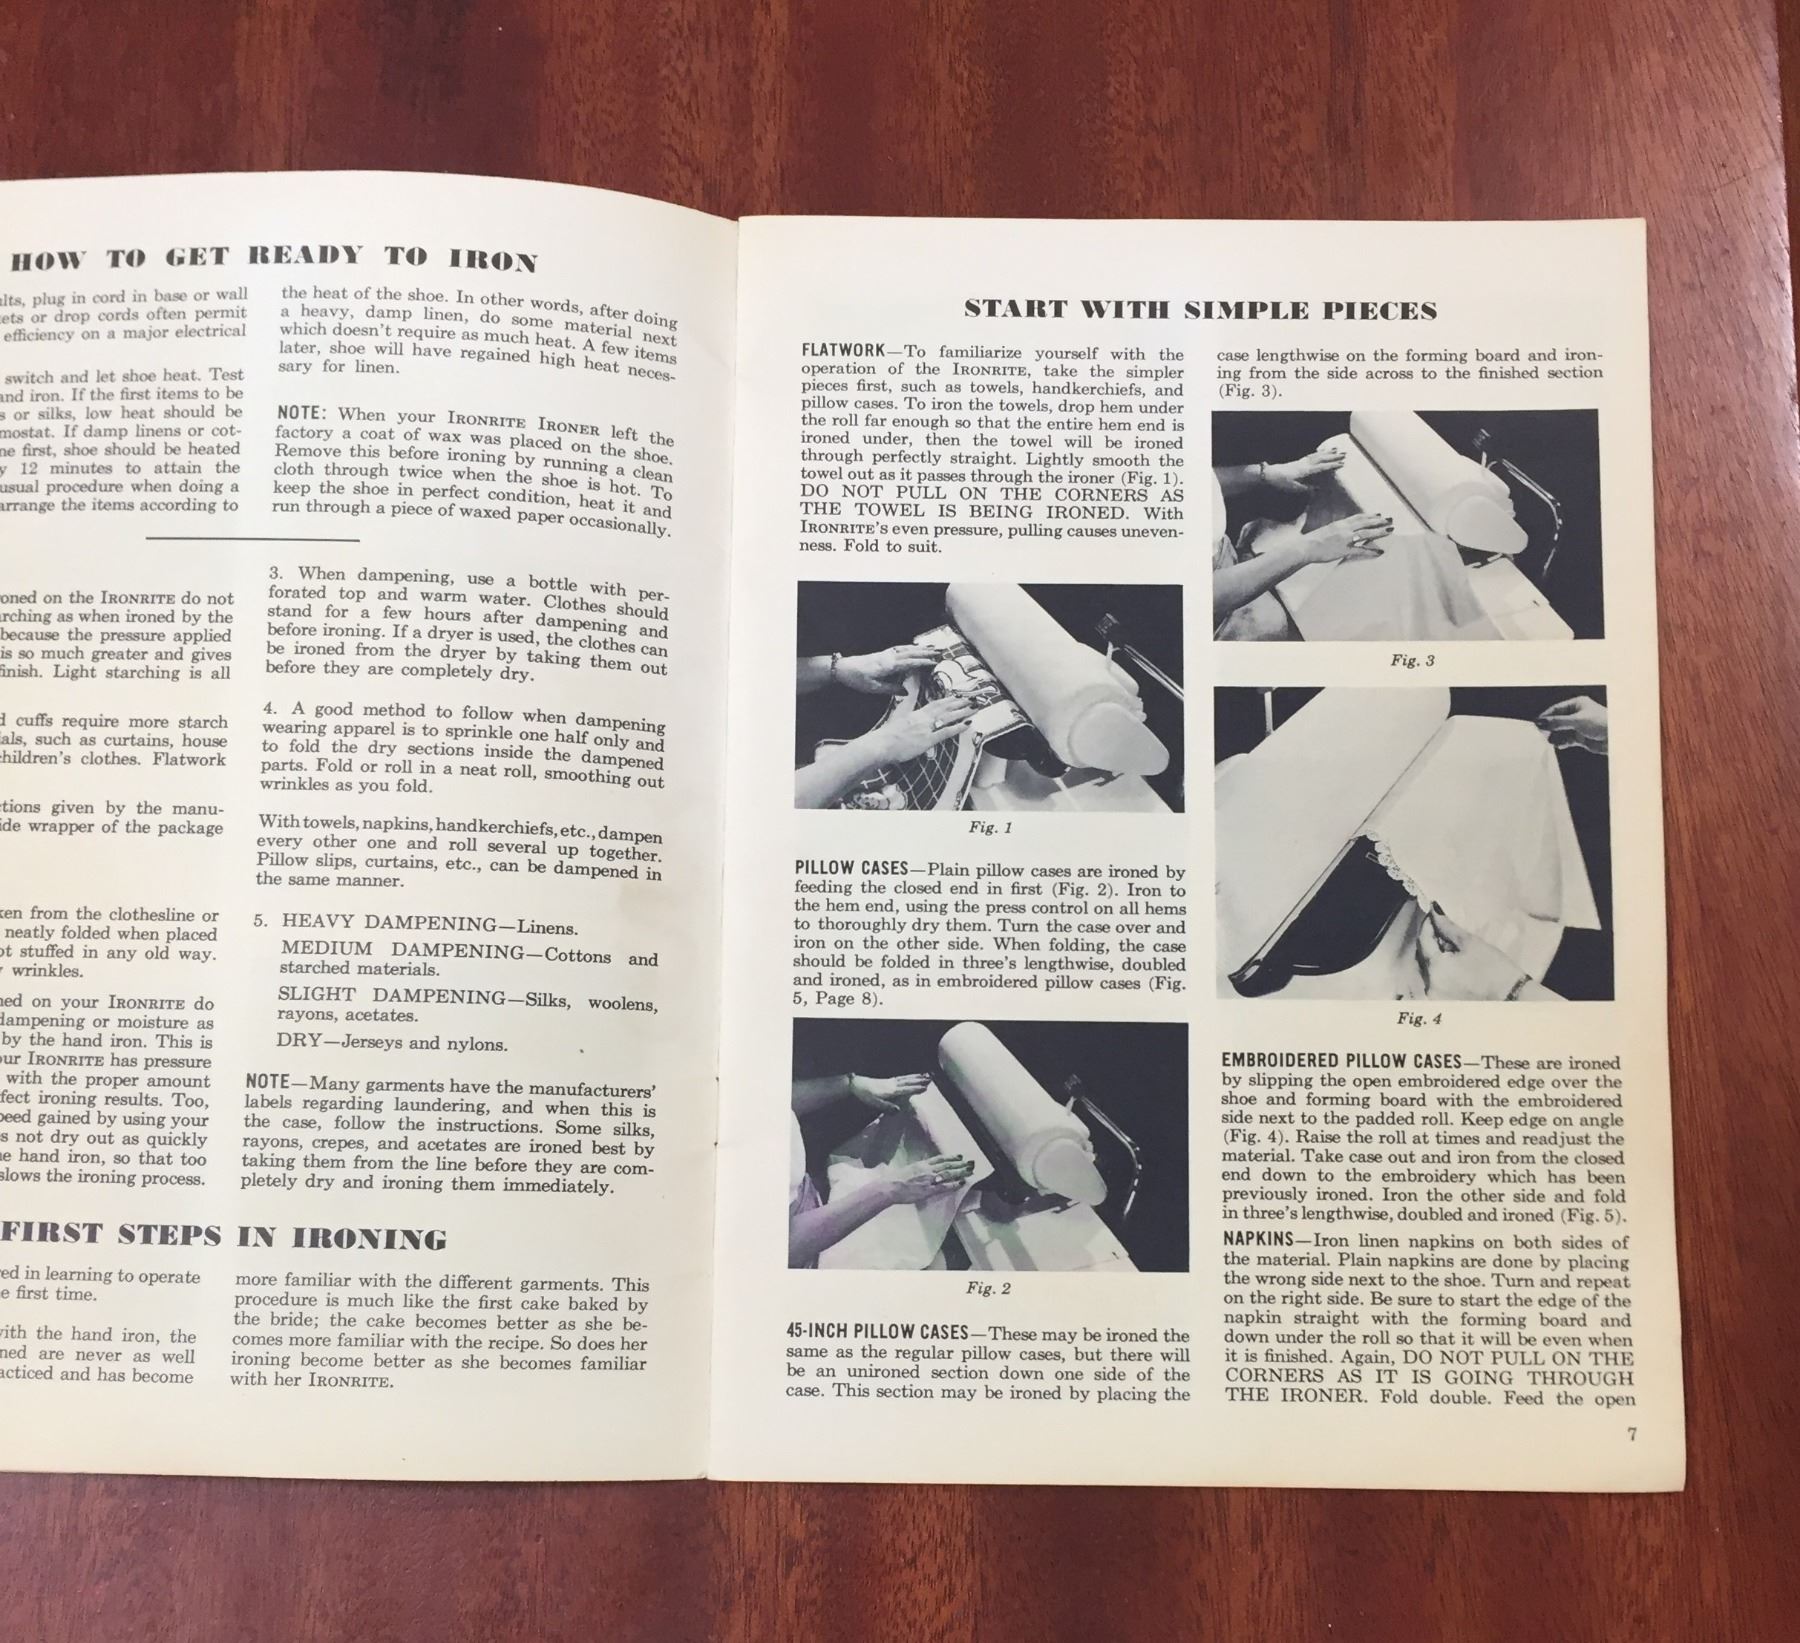 HOW TO GET READY TO IRON
plug in cord in base or wall
or drop cords often permit
efficiency on a major electrical
switch and let shoe heat. Test
iron. If the first items to be
or silks, low heat should be
If damp linens or cot-
first, shoe should be heated
12 minutes to attain the
usual procedure when doing a
arrange the items according to
the heat of the shoe. In other words, after doing
a heavy, damp linen, do some material next
which doesn't require as much heat. A few items
later, shoe will have regained high heat neces-
sary for linen.
NOTE: When your IRONRITE IRONER left the
factory a coat of wax was placed on the shoe.
Remove this before ironing by running a clean
cloth through twice when the shoe is hot. To
keep the shoe in perfect condition, heat it and
run through a piece of waxed paper occasionally.
on the IRONRITE do not
as when ironed by the
because the pressure applied
is so much greater and gives
finish. Light starching is all
cuffs require more starch
such as curtains, house
children's clothes. Flatwork
given by the manu-
wrapper of the package
from the clothesline or
neatly folded when placed
stuffed in any old way.
wrinkles.
on your IRONRITE do
dampening or moisture as
by the hand iron. This is
IRONRITE has pressure
with the proper amount
ironing results. Too,
gained by using your
not dry out as quickly
hand iron, so that too
slows the ironing process.
3. When dampening, use a bottle with per-
forated top and warm water. Clothes should
stand for a few hours after dampening and
before ironing. If a dryer is used, the clothes can
be ironed from the dryer by taking them out
before they are completely dry.
4. A good method to follow when dampening
wearing apparel is to sprinkle one half only and
to fold the dry sections inside the dampened
parts. Fold or roll in a neat roll, smoothing out
wrinkles as you fold.
With towels, napkins, handkerchiefs, etc., dampen
every other one and roll several up together.
Pillow slips, curtains, etc., can be dampened in
the same manner.
5. HEAVY DAMPENING—Linens.
MEDIUM DAMPENING—Cottons and
starched materials.
SLIGHT DAMPENING—Silks, woolens,
rayons, acetates.
DRY—Jerseys and nylons.
NOTE—Many garments have the manufacturers'
labels regarding laundering, and when this is
the case, follow the instructions. Some silks,
rayons, crepes, and acetates are ironed best by
taking them from the line before they are com-
pletely dry and ironing them immediately.
FIRST STEPS IN IRONING
in learning to operate
first time.
with the hand iron, the
are never as well
and has become
more familiar with the different garments. This
procedure is much like the first cake baked by
the bride; the cake becomes better as she be-
comes more familiar with the recipe. So does her
ironing become better as she becomes familiar
with her IRONRITE.
START WITH SIMPLE PIECES
FLATWORK—To familiarize yourself with the
operation of the IRONRITE, take the simpler
pieces first, such as towels, handkerchiefs, and
pillow cases. To iron the towels, drop hem under
the roll far enough so that the entire hem end is
ironed under, then the towel will be ironed
through perfectly straight. Lightly smooth the
towel out as it passes through the ironer (Fig. 1).
DO NOT PULL ON THE CORNERS AS
THE TOWEL IS BEING IRONED. With
IRONRITE'S even pressure, pulling causes uneven-
ness. Fold to suit.
Fig. 1
PILLOW CASES—Plain pillow cases are ironed by
feeding the closed end in first (Fig. 2). Iron to
the hem end, using the press control on all hems
to thoroughly dry them. Turn the case over and
iron on the other side. When folding, the case
should be folded in three's lengthwise, doubled
and ironed, as in embroidered pillow cases (Fig.
5, Page 8).
Fig. 2
45-INCH PILLOW CASES—These may be ironed the
same as the regular pillow cases, but there will
be an unironed section down one side of the
case. This section may be ironed by placing the
case lengthwise on the forming board and iron-
ing from the side across to the finished section
(Fig. 3).
Fig. 3
Fig. 4
EMBROIDERED PILLOW CASES—These are ironed
by slipping the open embroidered edge over the
shoe and forming board with the embroidered
side next to the padded roll. Keep edge on angle
(Fig. 4). Raise the roll at times and readjust the
material. Take case out and iron from the closed
end down to the embroidery which has been
previously ironed. Iron the other side and fold
in three's lengthwise, doubled and ironed (Fig. 5).
NAPKINS—Iron linen napkins on both sides of
the material. Plain napkins are done by placing
the wrong side next to the shoe. Turn and repeat
on the right side. Be sure to start the edge of the
napkin straight with the forming board and
down under the roll so that it will be even when
it is finished. Again, DO NOT PULL ON THE
CORNERS AS IT IS GOING THROUGH
THE IRONER. Fold double. Feed the open
7